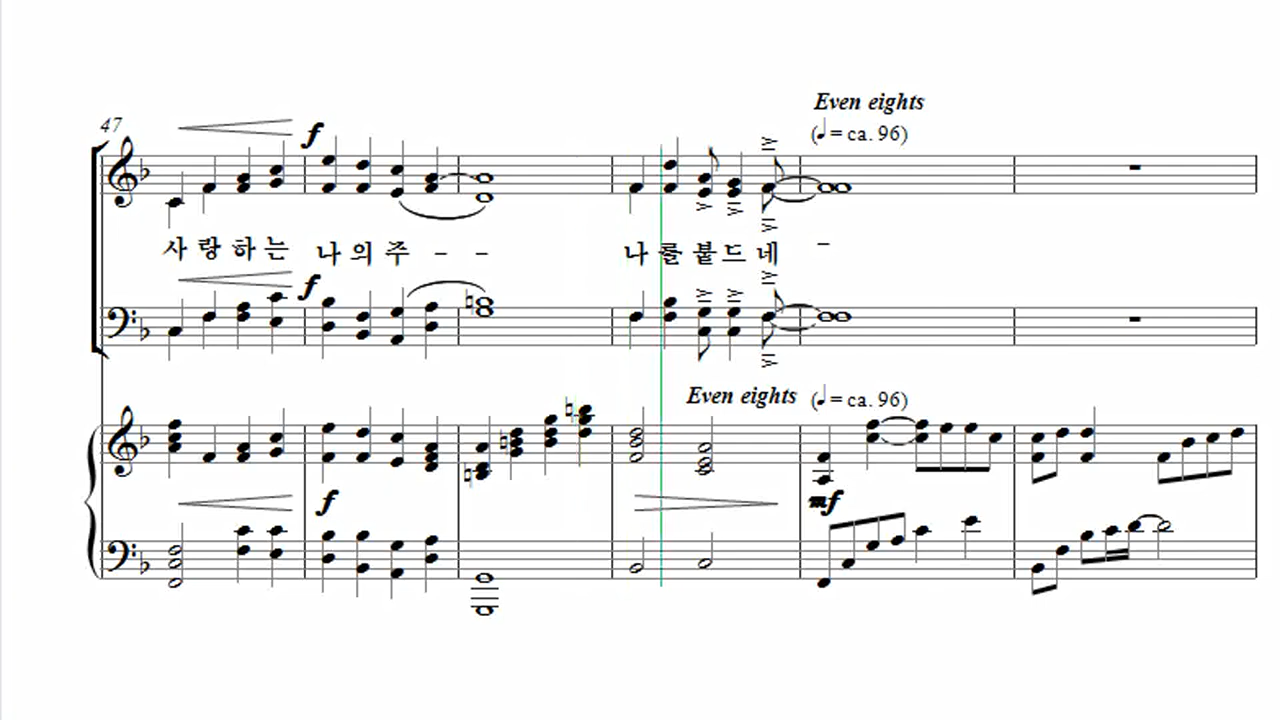 Even eights
47
f
(♩= ca. 96)
사 랑 하 는 나 의 주 - - 나 를 붙 드 네 -
f
Even eights (♩= ca. 96)
f
mf